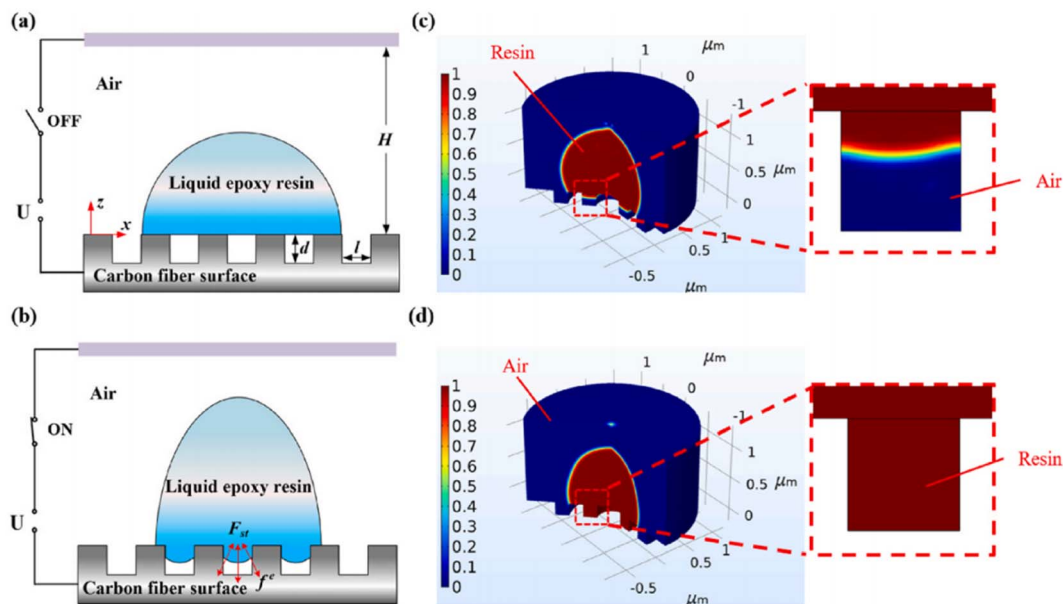 (a)
Air
OFF
H
U
z
x
Liquid epoxy resin
d
l
Carbon fiber surface
(b)
Air
ON
U
Liquid epoxy resin
F_st
f^e
Carbon fiber surface
(c)
Resin
1
0.9
0.8
0.7
0.6
0.5
0.4
0.3
0.2
0.1
0
1
μm
0
-1
1
0.5
0
1
0
-0.5
μm
μm
Air
(d)
Air
1
0.9
0.8
0.7
0.6
0.5
0.4
0.3
0.2
0.1
0
1
μm
0
-1
1
0.5
0
1
0
-0.5
μm
μm
Resin